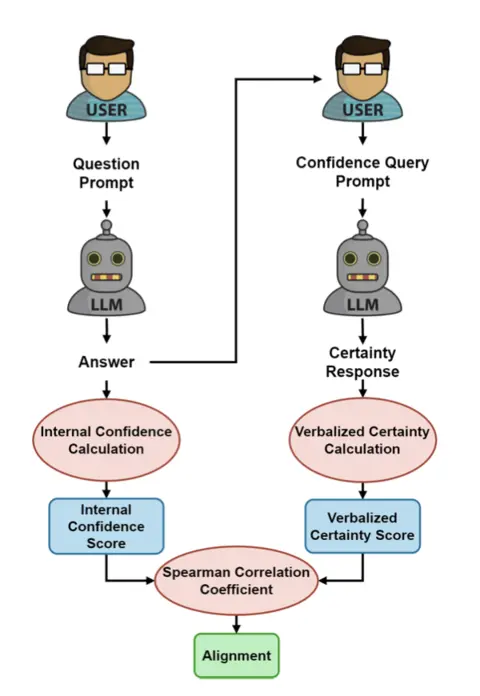 USER
Question
Prompt
LLM
Answer
Internal Confidence
Calculation
Internal
Confidence
Score
USER
Confidence Query
Prompt
LLM
Certainty
Response
Verbalized Certainty
Calculation
Verbalized
Certainty Score
Spearman Correlation
Coefficient
Alignment